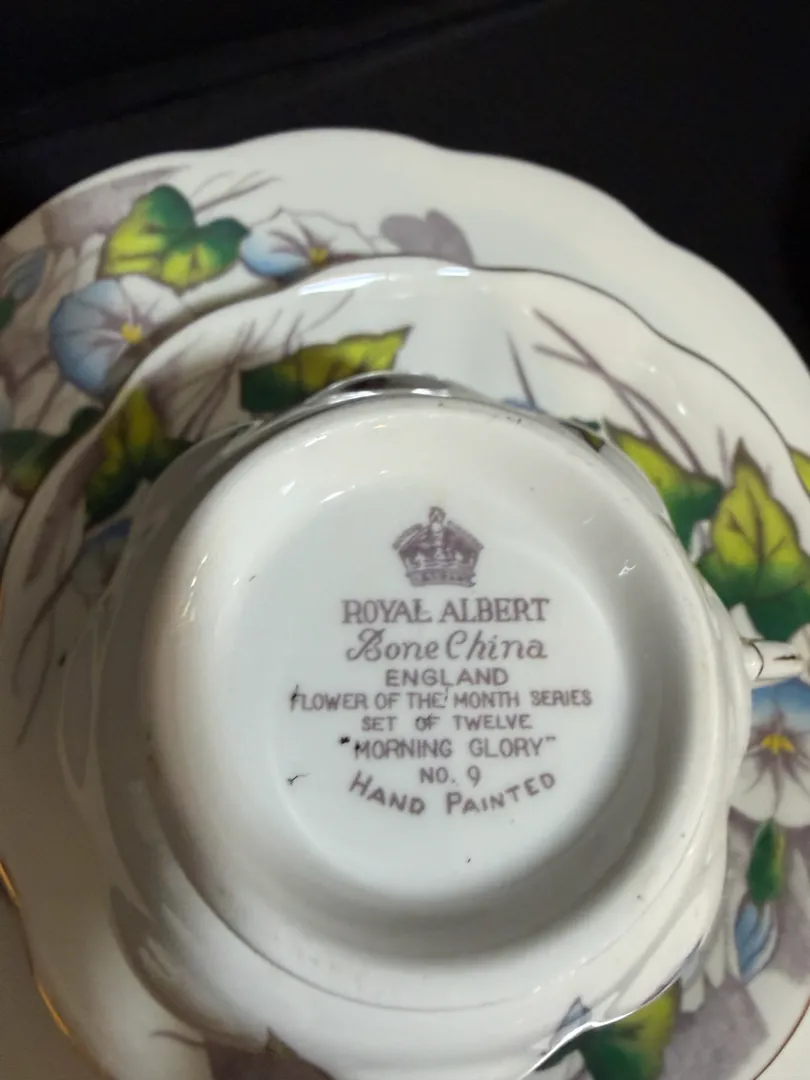 ROYAL ALBERT
Bone China
ENGLAND
FLOWER OF THE MONTH SERIES
SET OF TWELVE
"MORNING GLORY"
NO. 9
HAND PAINTED